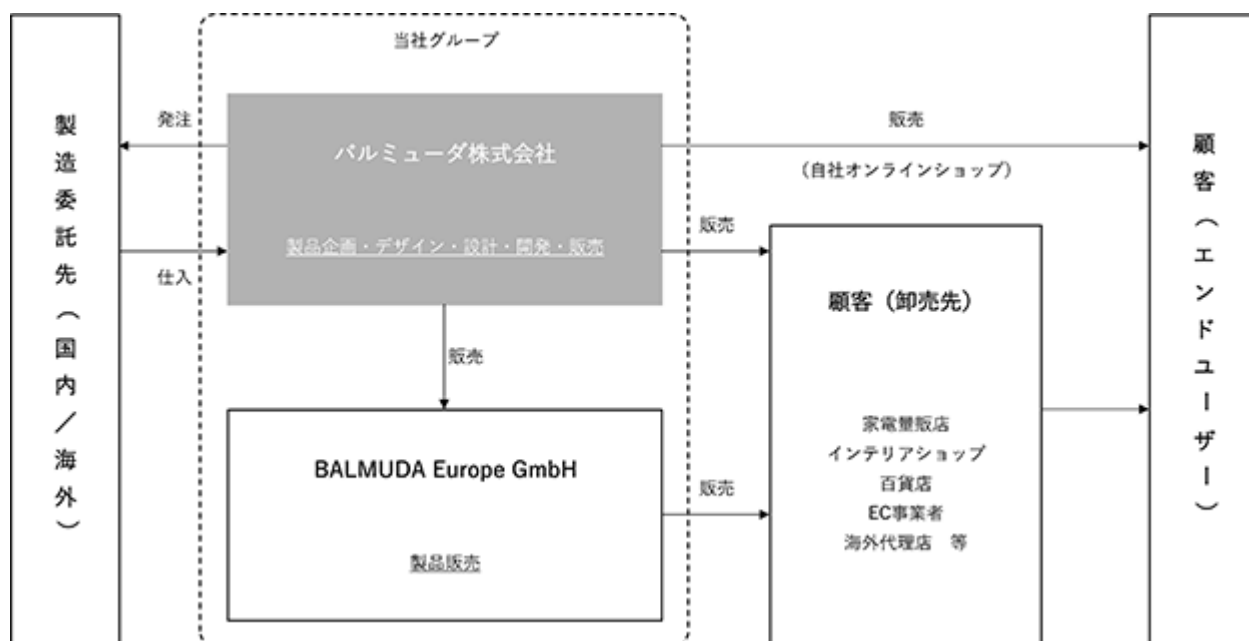 当社グループ
製造委託先（国内／海外）
発注
仕入
バルミューダ株式会社
製品企画・デザイン・設計・開発・販売
販売
（自社オンラインショップ）
販売
販売
BALMUDA Europe GmbH
製品販売
販売
顧客（卸売先）
家電量販店
インテリアショップ
百貨店
EC事業者
海外代理店　等
顧客（エンドユーザー）